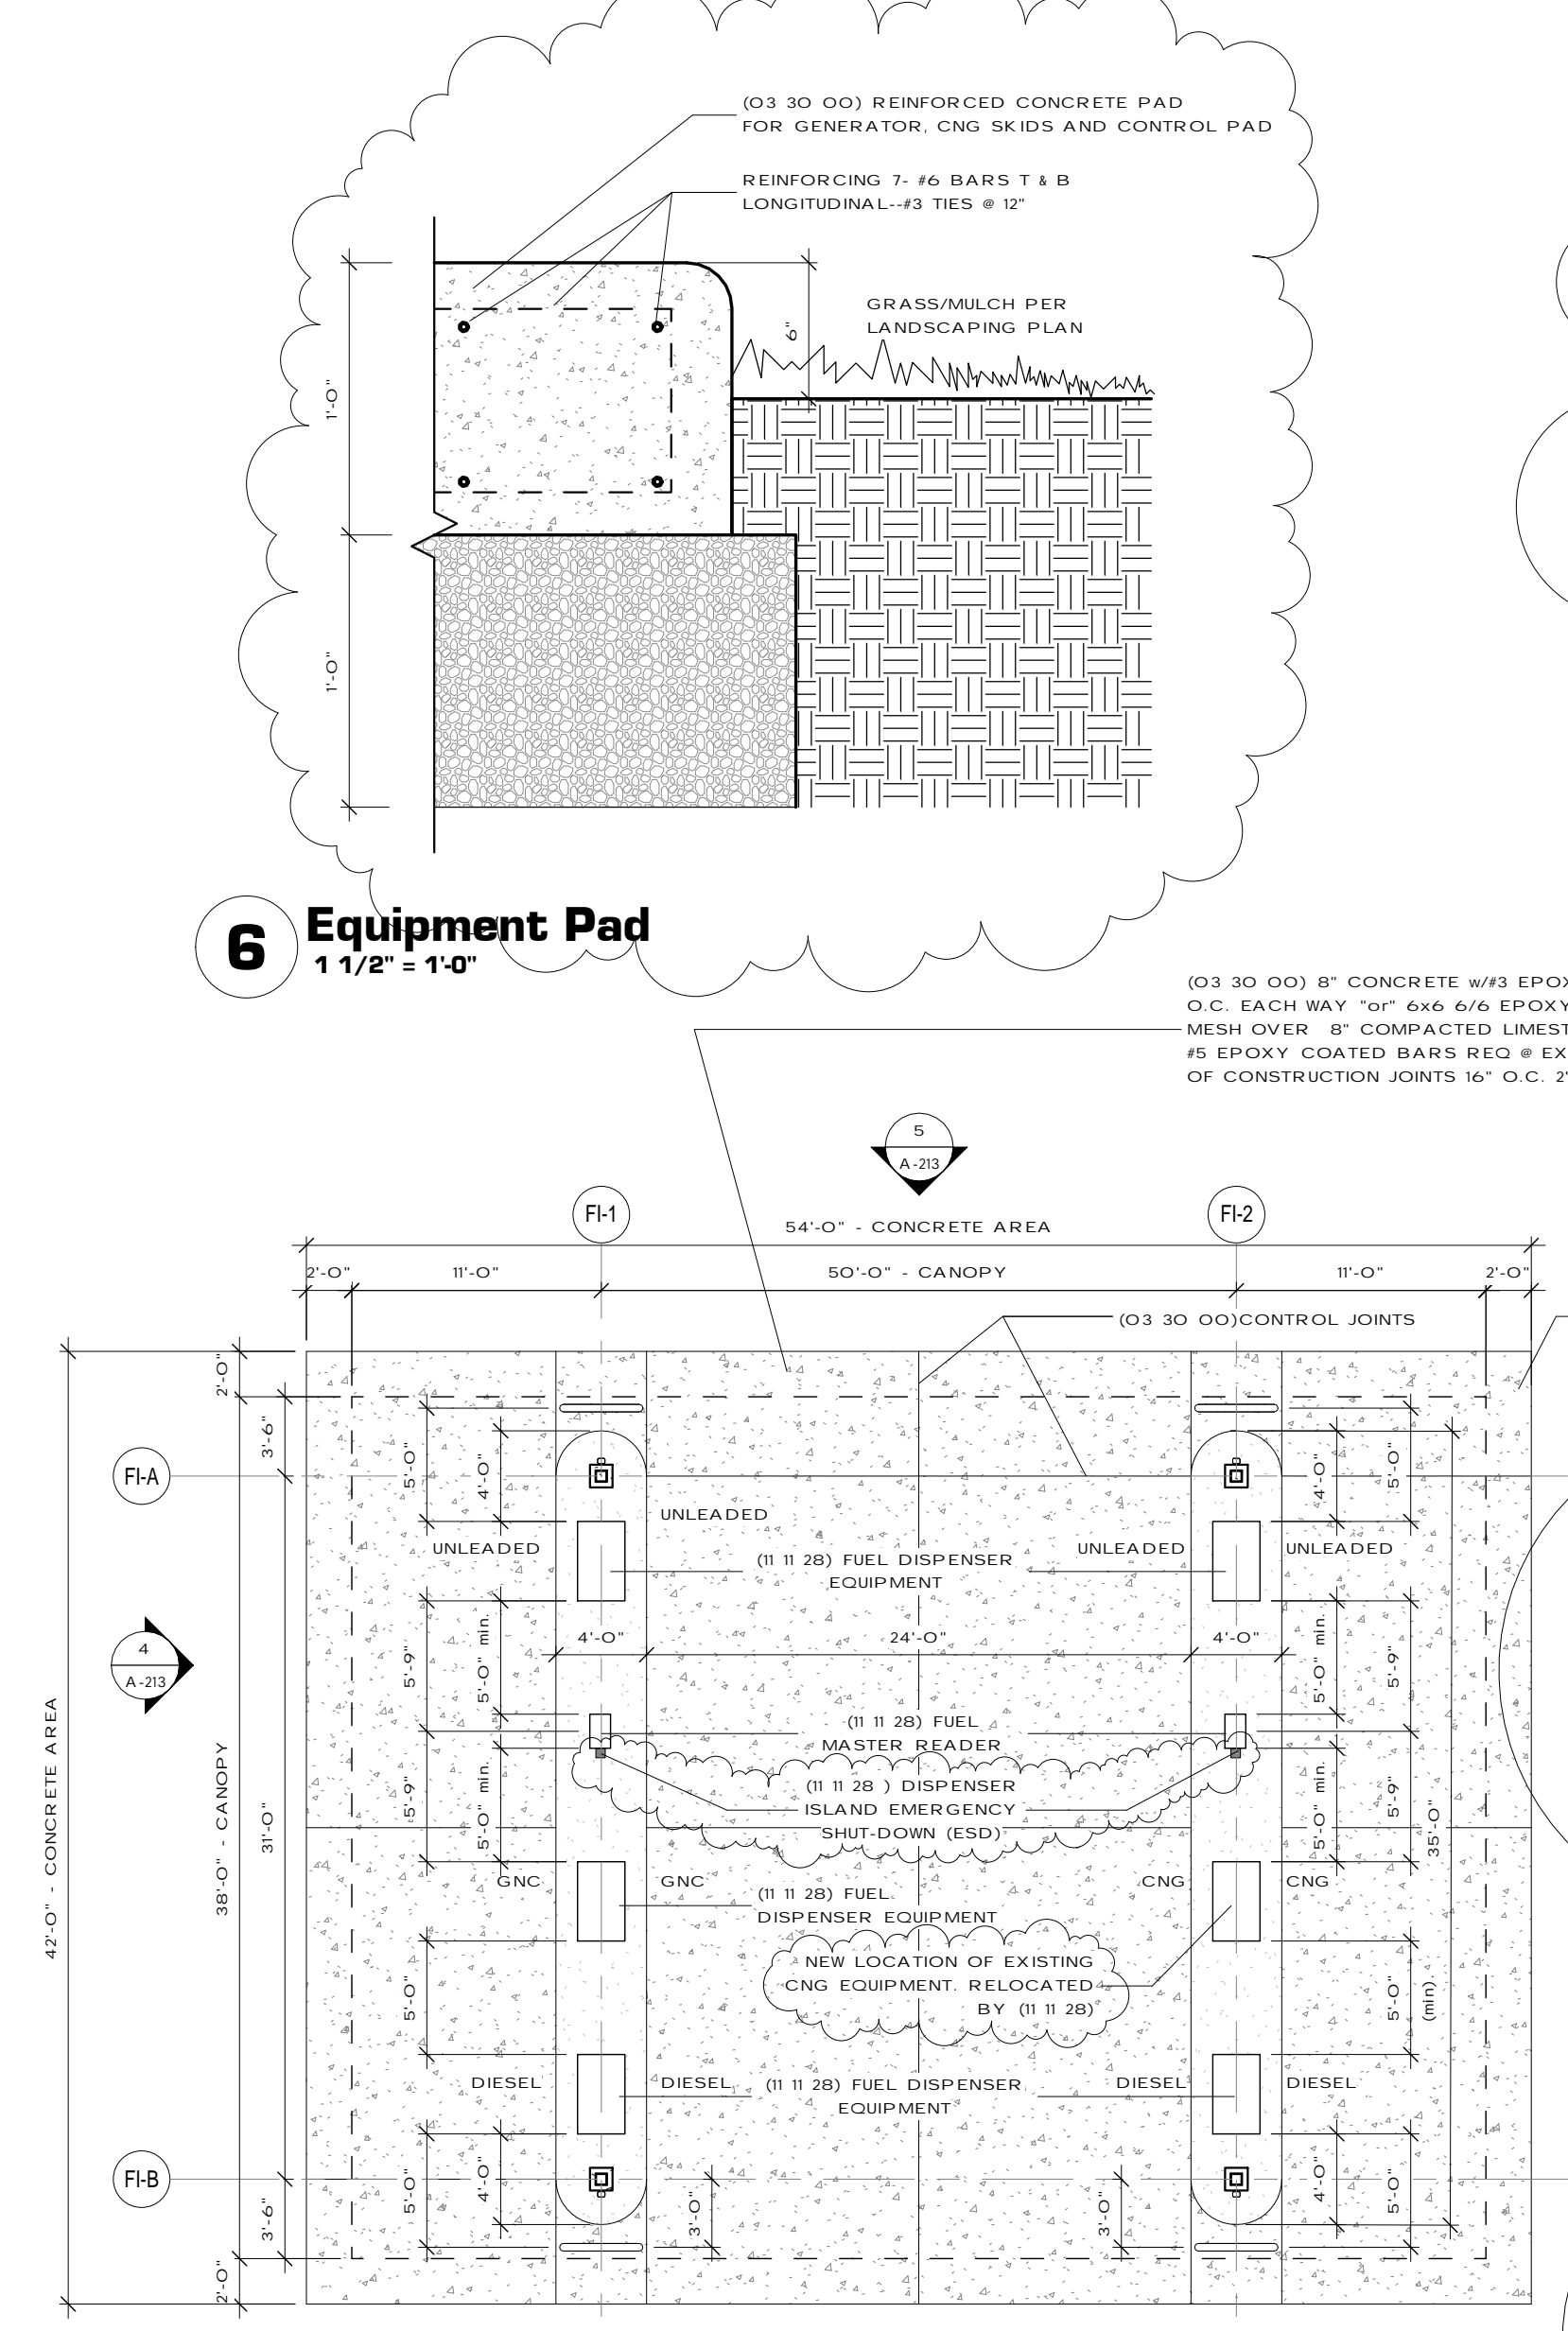 (03 30 00) REINFORCED CONCRETE PAD
FOR GENERATOR, CNG SKIDS AND CONTROL PAD
REINFORCING 7- #6 BARS T & B
LONGITUDINAL--#3 TIES @ 12"
GRASS/MULCH PER
LANDSCAPING PLAN
6"
1'-0"
1'-0"
6
Equipment Pad
1 1/2" = 1'-0"
(03 30 00) 8" CONCRETE w/#3 EPOX
O.C. EACH WAY "or" 6x6 6/6 EPOXY
MESH OVER 8" COMPACTED LIMEST
#5 EPOXY COATED BARS REQ @ EX
OF CONSTRUCTION JOINTS 16" O.C. 2'
5
A-213
FI-1
FI-2
54'-0" - CONCRETE AREA
2'-0"
11'-0"
50'-0" - CANOPY
11'-0"
2'-0"
(03 30 00)CONTROL JOINTS
2'-0"
3'-6"
FI-A
5'-0"
4'-0"
4'-0"
5'-0"
UNLEADED
UNLEADED
UNLEADED
UNLEADED
(11 11 28) FUEL DISPENSER
EQUIPMENT
4'-0"
24'-0"
4'-0"
4
A-213
5'-9"
5'-0" min.
5'-0" min.
5'-9"
(11 11 28) FUEL
MASTER READER
(11 11 28 ) DISPENSER
ISLAND EMERGENCY
SHUT-DOWN (ESD)
42'-0" - CONCRETE AREA
38'-0" - CANOPY
31'-0"
5'-9"
5'-0" min.
5'-0" min.
5'-9"
35'-0"
(min)
GNC
GNC
CNG
CNG
(11 11 28) FUEL
DISPENSER EQUIPMENT
NEW LOCATION OF EXISTING
CNG EQUIPMENT. RELOCATED
BY (11 11 28)
5'-0"
5'-0"
DIESEL
DIESEL
DIESEL
DIESEL
(11 11 28) FUEL DISPENSER
EQUIPMENT
FI-B
3'-6"
5'-0"
4'-0"
3'-0"
3'-0"
4'-0"
5'-0"
2'-0"